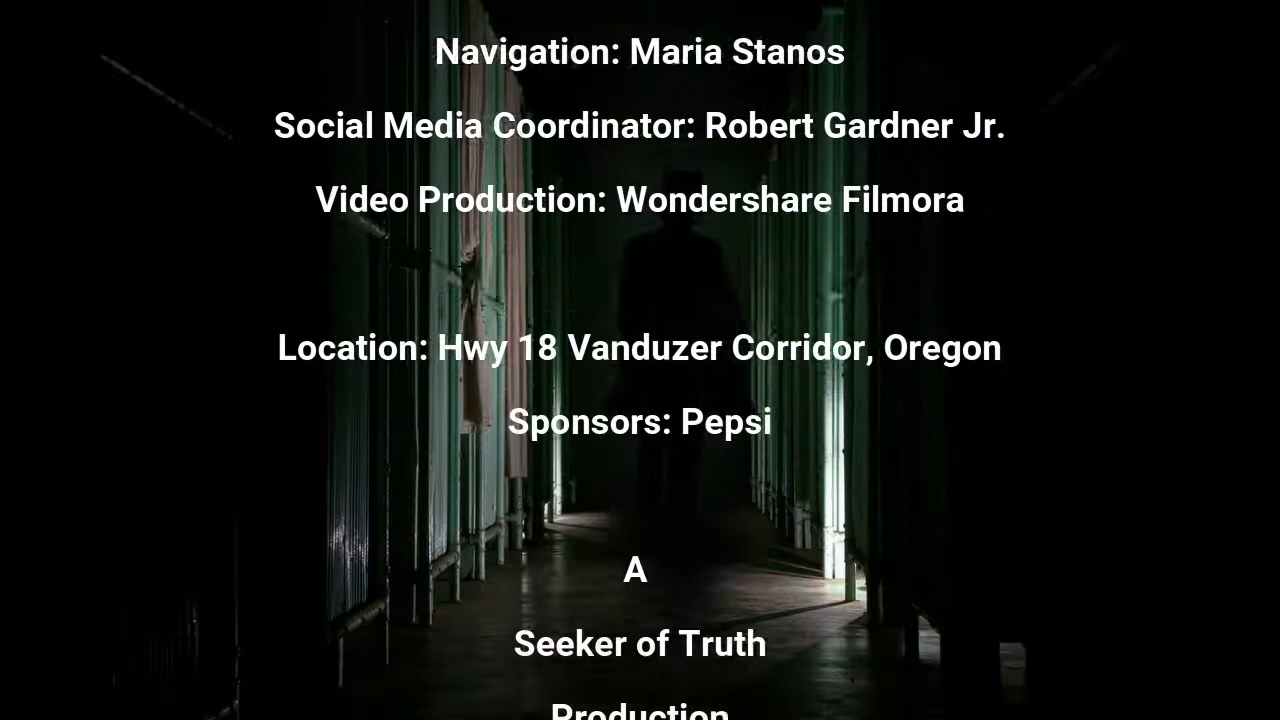 Navigation: Maria Stanos
Social Media Coordinator: Robert Gardner Jr.
Video Production: Wondershare Filmora
Location: Hwy 18 Vanduzer Corridor, Oregon
Sponsors: Pepsi
A
Seeker of Truth
Production